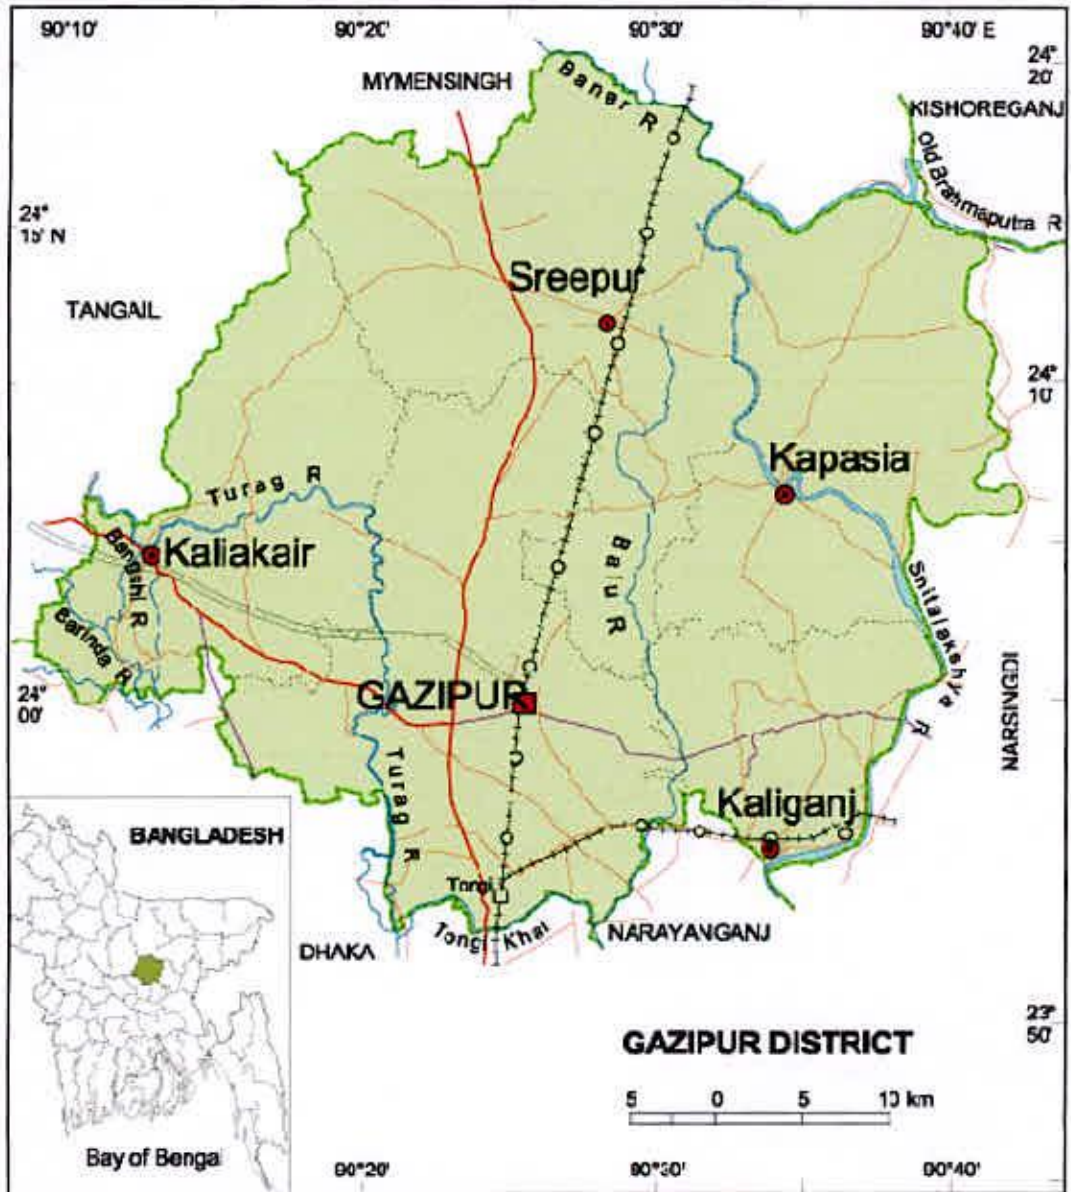 90°10' 90°20' 90°30' 90°40' E
24°
20'
MYMENSINGH
Baner R
KISHOREGANJ
Old Brahmaputra R
24°
15' N
Sreepur
TANGAIL
24°
10'
Kapasia
Turag R
Kaliakair
Bangshi R
Barinda R
Balu R
Shitalakshya R
24°
00'
GAZIPUR
NARSINGDI
Turag R
Kaliganj
Tongi
Tongi Khal
DHAKA
NARAYANGANJ
BANGLADESH
Bay of Bengal
23°
50'
GAZIPUR DISTRICT
5 0 5 10 km
90°20' 90°30' 90°40'